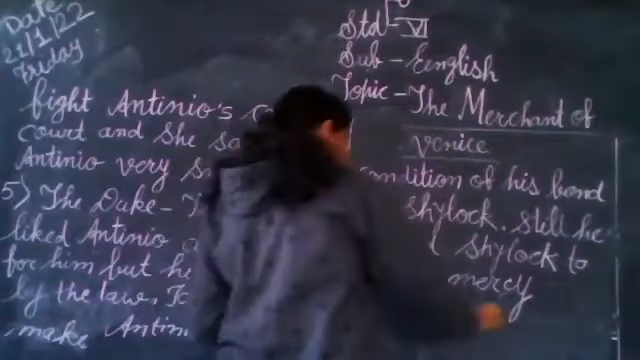 Date
21/1/22
Friday
Std - VI
Sub - Eenglish
Topic - The Merchant of
venice
fight Antinio's
court and she
Antinio very
5) The Duke -
liked Antinio
for him but he
by the law.
make
condition of his bond
Shylock. Still he
Shylock to
mercy